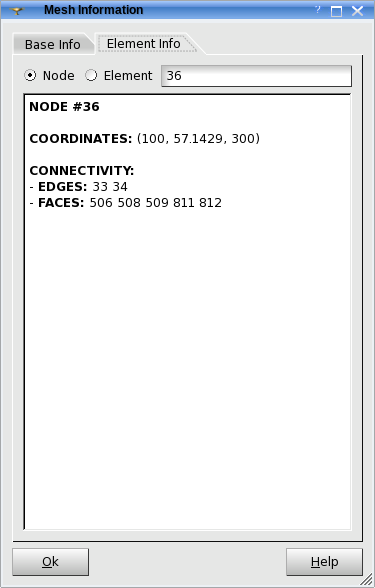 Mesh Information
?
Base Info
Element Info
Node
Element
36
NODE #36
COORDINATES: (100, 57.1429, 300)
CONNECTIVITY:
- EDGES: 33 34
- FACES: 506 508 509 811 812
Ok
Help